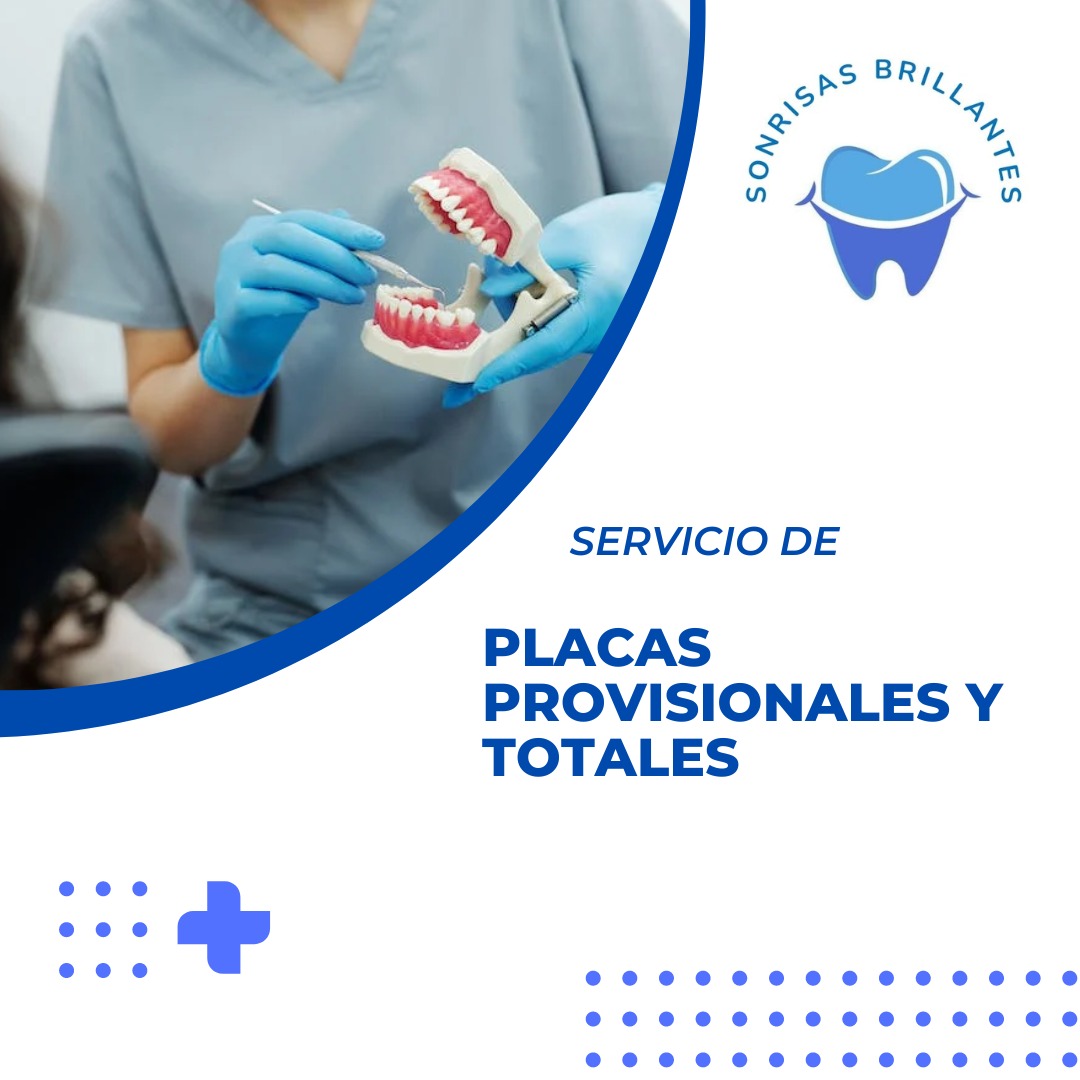 SONRISAS BRILLANTES
SERVICIO DE
PLACAS
PROVISIONALES Y
TOTALES